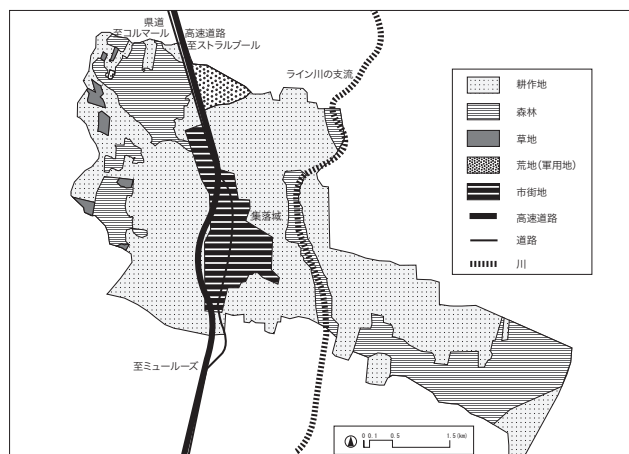 県道
至コルマール
高速道路
至ストラルブール
ライン川の支流
集落域
至ミュールーズ
耕作地
森林
草地
荒地(軍用地)
市街地
高速道路
道路
川
0 0.1 0.5 1.5(km)